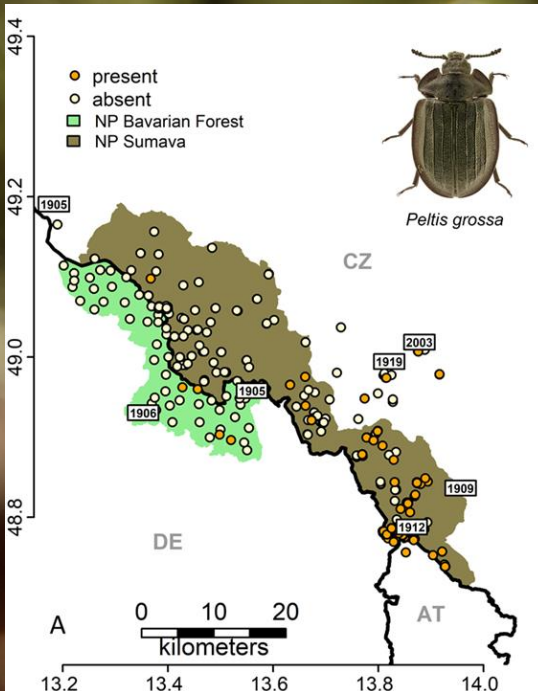 49.4
present
absent
NP Bavarian Forest
NP Sumava
Peltis grossa
49.2
1905
CZ
2003
49.0
1919
1905
1906
1909
48.8
1912
DE
AT
A
0 10 20
kilometers
13.2 13.4 13.6 13.8 14.0